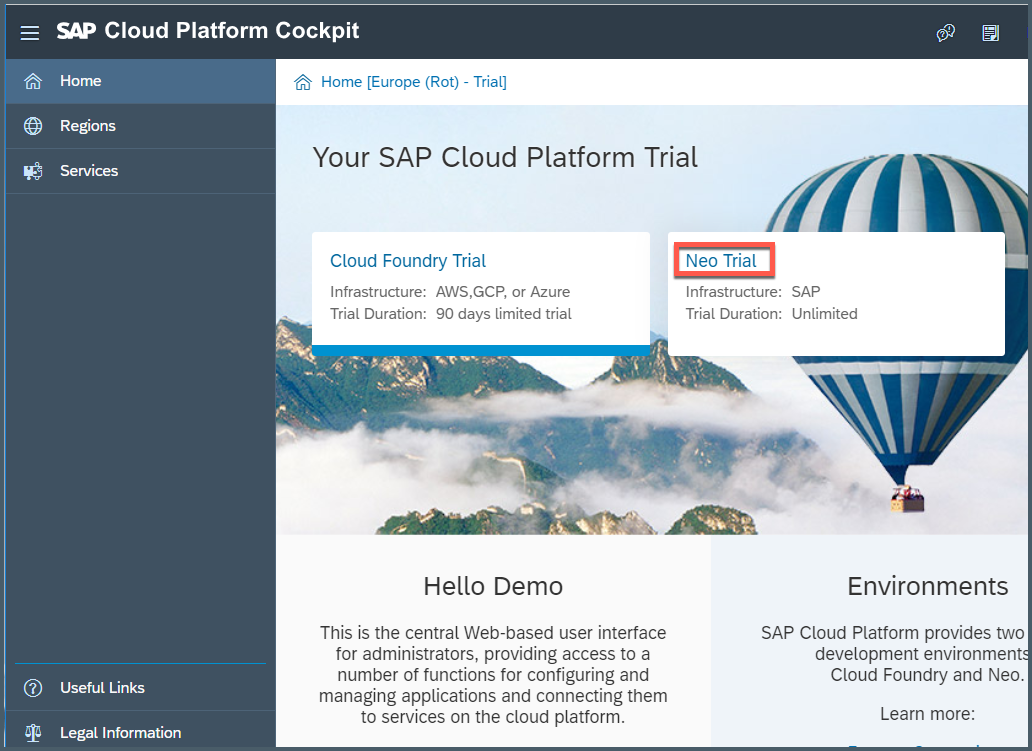 SAP Cloud Platform Cockpit
Home
Regions
Services
Useful Links
Legal Information
Home [Europe (Rot) - Trial]
Your SAP Cloud Platform Trial
Cloud Foundry Trial
Infrastructure: AWS,GCP, or Azure
Trial Duration: 90 days limited trial
Neo Trial
Infrastructure: SAP
Trial Duration: Unlimited
Hello Demo
This is the central Web-based user interface
for administrators, providing access to a
number of functions for configuring and
managing applications and connecting them
to services on the cloud platform.
Environments
SAP Cloud Platform provides two
development environments
Cloud Foundry and Neo.
Learn more: